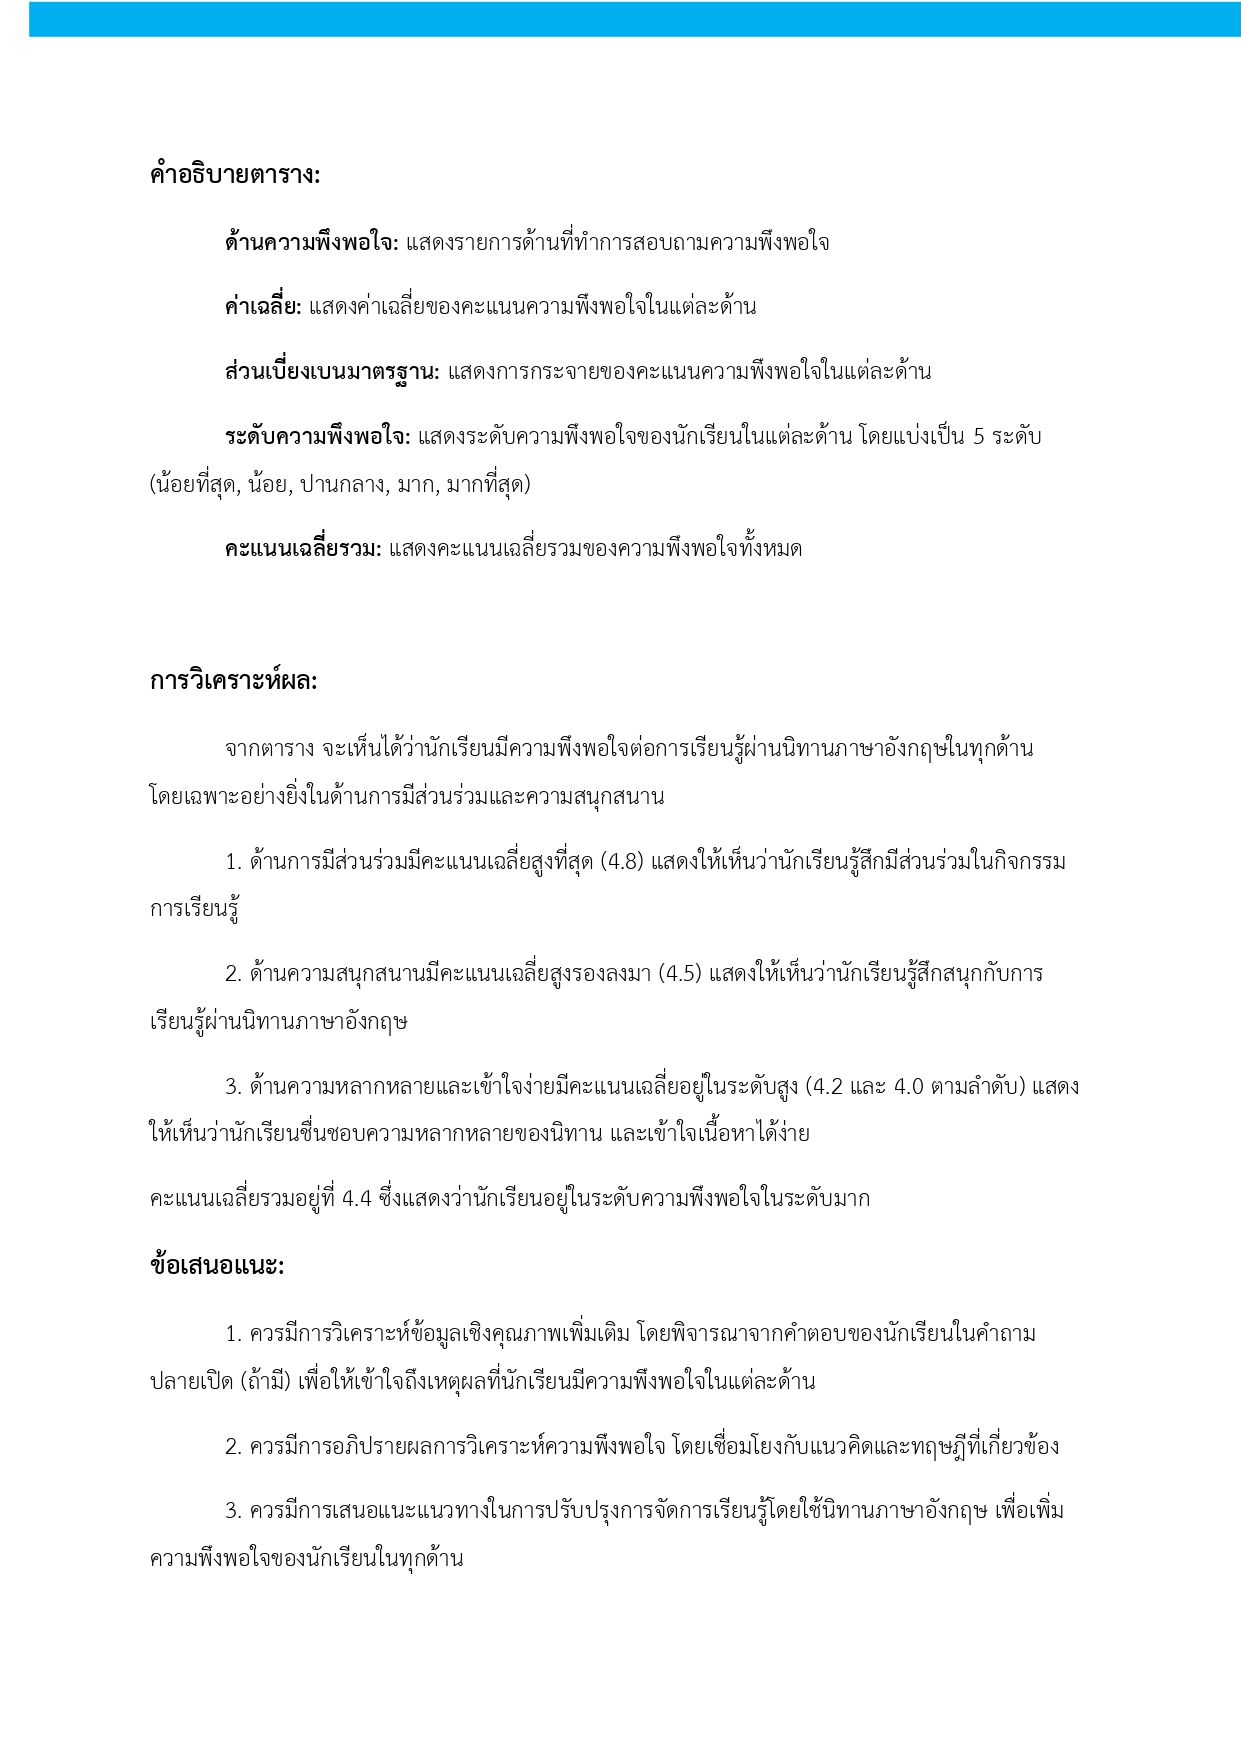 คำอธิบายตาราง:
ด้านความพึงพอใจ: แสดงรายการด้านที่ทำการสอบถามความพึงพอใจ
ค่าเฉลี่ย: แสดงค่าเฉลี่ยของคะแนนความพึงพอใจในแต่ละด้าน
ส่วนเบี่ยงเบนมาตรฐาน: แสดงการกระจายของคะแนนความพึงพอใจในแต่ละด้าน
ระดับความพึงพอใจ: แสดงระดับความพึงพอใจของนักเรียนในแต่ละด้าน โดยแบ่งเป็น 5 ระดับ
(น้อยที่สุด, น้อย, ปานกลาง, มาก, มากที่สุด)
คะแนนเฉลี่ยรวม: แสดงคะแนนเฉลี่ยรวมของความพึงพอใจทั้งหมด
การวิเคราะห์ผล:
จากตาราง จะเห็นได้ว่านักเรียนมีความพึงพอใจต่อการเรียนรู้ผ่านนิทานภาษาอังกฤษในทุกด้าน
โดยเฉพาะอย่างยิ่งในด้านการมีส่วนร่วมและความสนุกสนาน
1. ด้านการมีส่วนร่วมมีคะแนนเฉลี่ยสูงที่สุด (4.8) แสดงให้เห็นว่านักเรียนรู้สึกมีส่วนร่วมในกิจกรรม
การเรียนรู้
2. ด้านความสนุกสนานมีคะแนนเฉลี่ยสูงรองลงมา (4.5) แสดงให้เห็นว่านักเรียนรู้สึกสนุกกับการ
เรียนรู้ผ่านนิทานภาษาอังกฤษ
3. ด้านความหลากหลายและเข้าใจง่ายมีคะแนนเฉลี่ยอยู่ในระดับสูง (4.2 และ 4.0 ตามลำดับ) แสดง
ให้เห็นว่านักเรียนชื่นชอบความหลากหลายของนิทาน และเข้าใจเนื้อหาได้ง่าย
คะแนนเฉลี่ยรวมอยู่ที่ 4.4 ซึ่งแสดงว่านักเรียนอยู่ในระดับความพึงพอใจในระดับมาก
ข้อเสนอแนะ:
1. ควรมีการวิเคราะห์ข้อมูลเชิงคุณภาพเพิ่มเติม โดยพิจารณาจากคำตอบของนักเรียนในคำถาม
ปลายเปิด (ถ้ามี) เพื่อให้เข้าใจถึงเหตุผลที่นักเรียนมีความพึงพอใจในแต่ละด้าน
2. ควรมีการอภิปรายผลการวิเคราะห์ความพึงพอใจ โดยเชื่อมโยงกับแนวคิดและทฤษฎีที่เกี่ยวข้อง
3. ควรมีการเสนอแนะแนวทางในการปรับปรุงการจัดการเรียนรู้โดยใช้นิทานภาษาอังกฤษ เพื่อเพิ่ม
ความพึงพอใจของนักเรียนในทุกด้าน